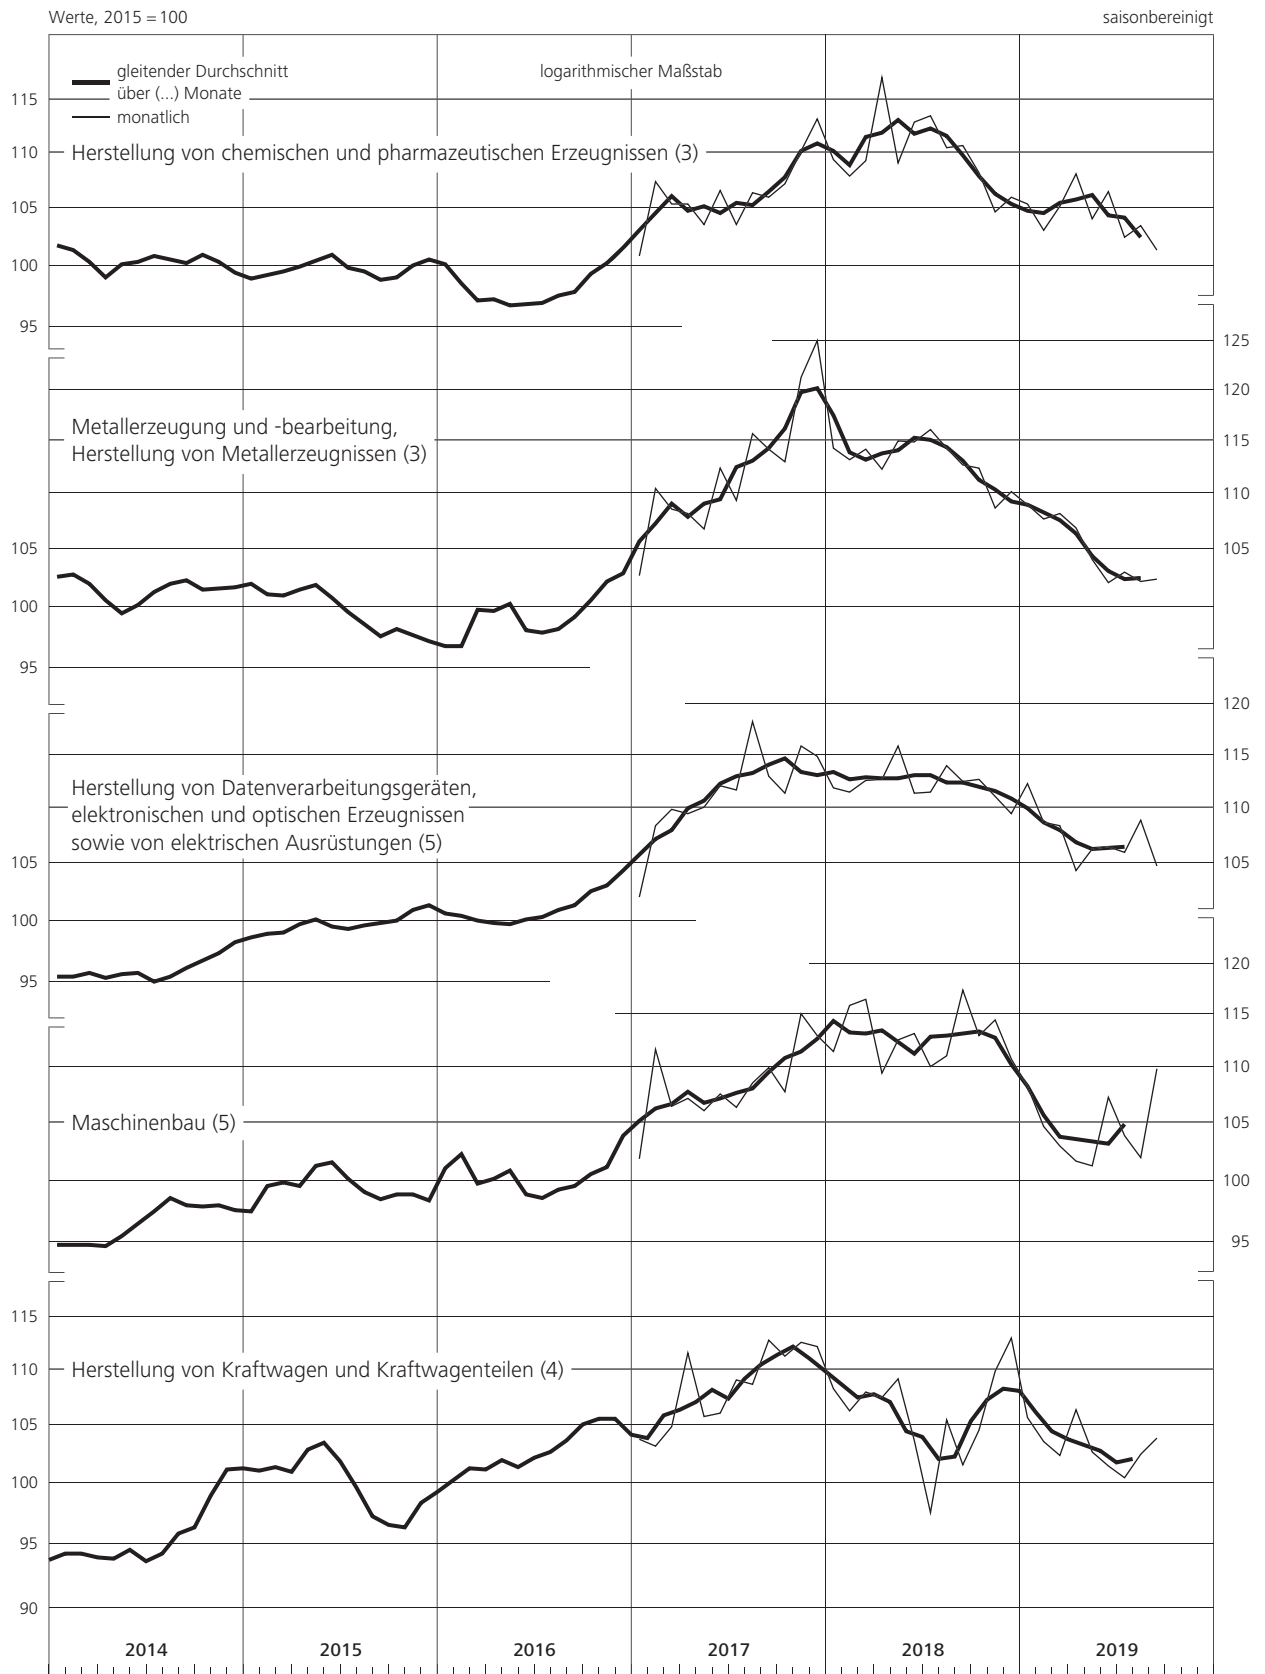 Werte, 2015 = 100
saisonbereinigt
gleitender Durchschnitt
über (...) Monate
monatlich
logarithmischer Maßstab
115
110
105
100
95
Herstellung von chemischen und pharmazeutischen Erzeugnissen (3)
125
120
115
110
105
Metallerzeugung und -bearbeitung,
Herstellung von Metallerzeugnissen (3)
105
100
95
120
115
110
105
Herstellung von Datenverarbeitungsgeräten,
elektronischen und optischen Erzeugnissen
sowie von elektrischen Ausrüstungen (5)
105
100
95
120
115
110
105
100
95
Maschinenbau (5)
115
110
105
100
95
90
Herstellung von Kraftwagen und Kraftwagenteilen (4)
2014
2015
2016
2017
2018
2019